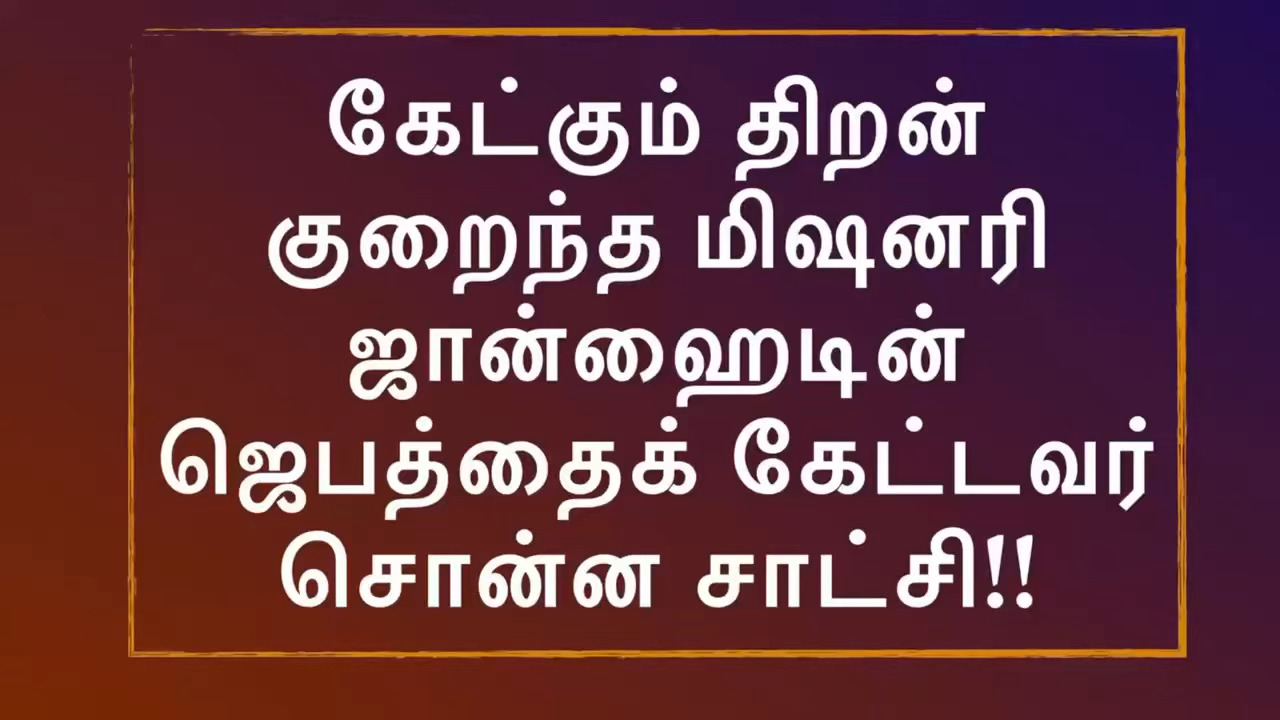 கேட்கும் திறன்
குறைந்த மிஷனரி
ஜான்ஹைடின்
ஜெபத்தைக் கேட்டவர்
சொன்ன சாட்சி!!